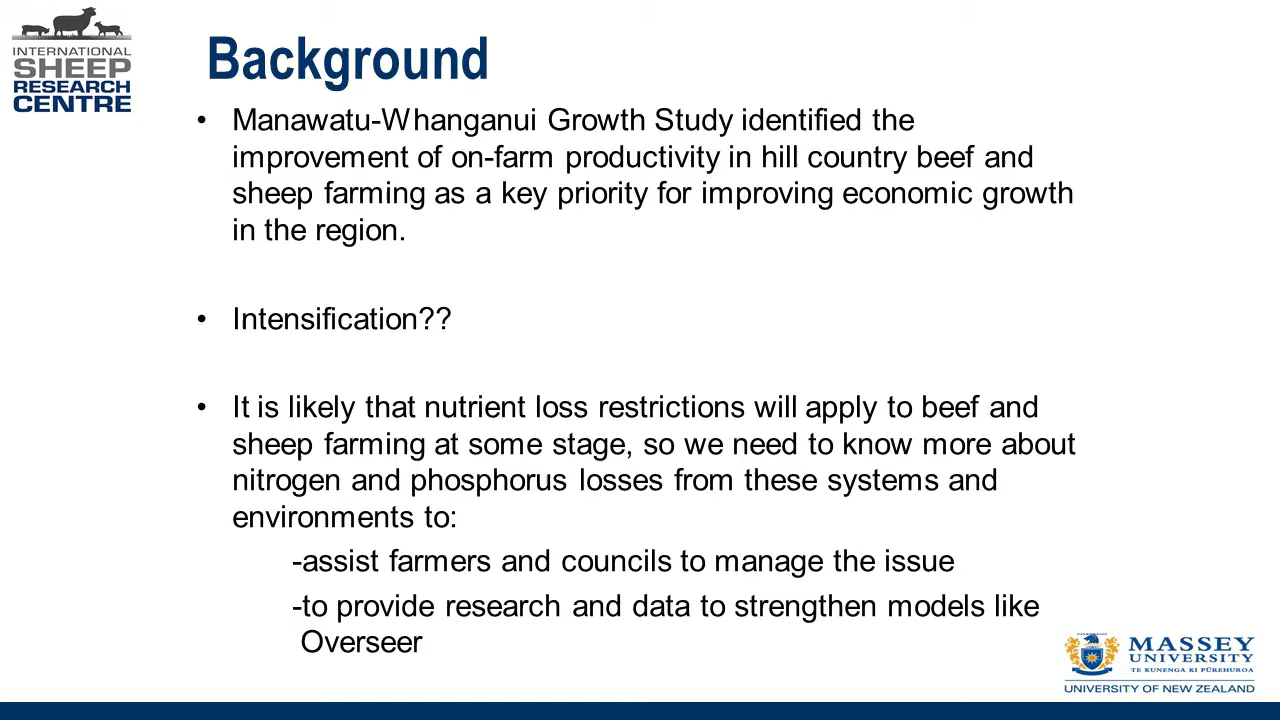 INTERNATIONAL
SHEEP
RESEARCH
CENTRE
Background
• Manawatu-Whanganui Growth Study identified the
improvement of on-farm productivity in hill country beef and
sheep farming as a key priority for improving economic growth
in the region.
• Intensification??
• It is likely that nutrient loss restrictions will apply to beef and
sheep farming at some stage, so we need to know more about
nitrogen and phosphorus losses from these systems and
environments to:
-assist farmers and councils to manage the issue
-to provide research and data to strengthen models like
Overseer
MASSEY
UNIVERSITY
TE KUNENGA KI PŪREHUROA
UNIVERSITY OF NEW ZEALAND